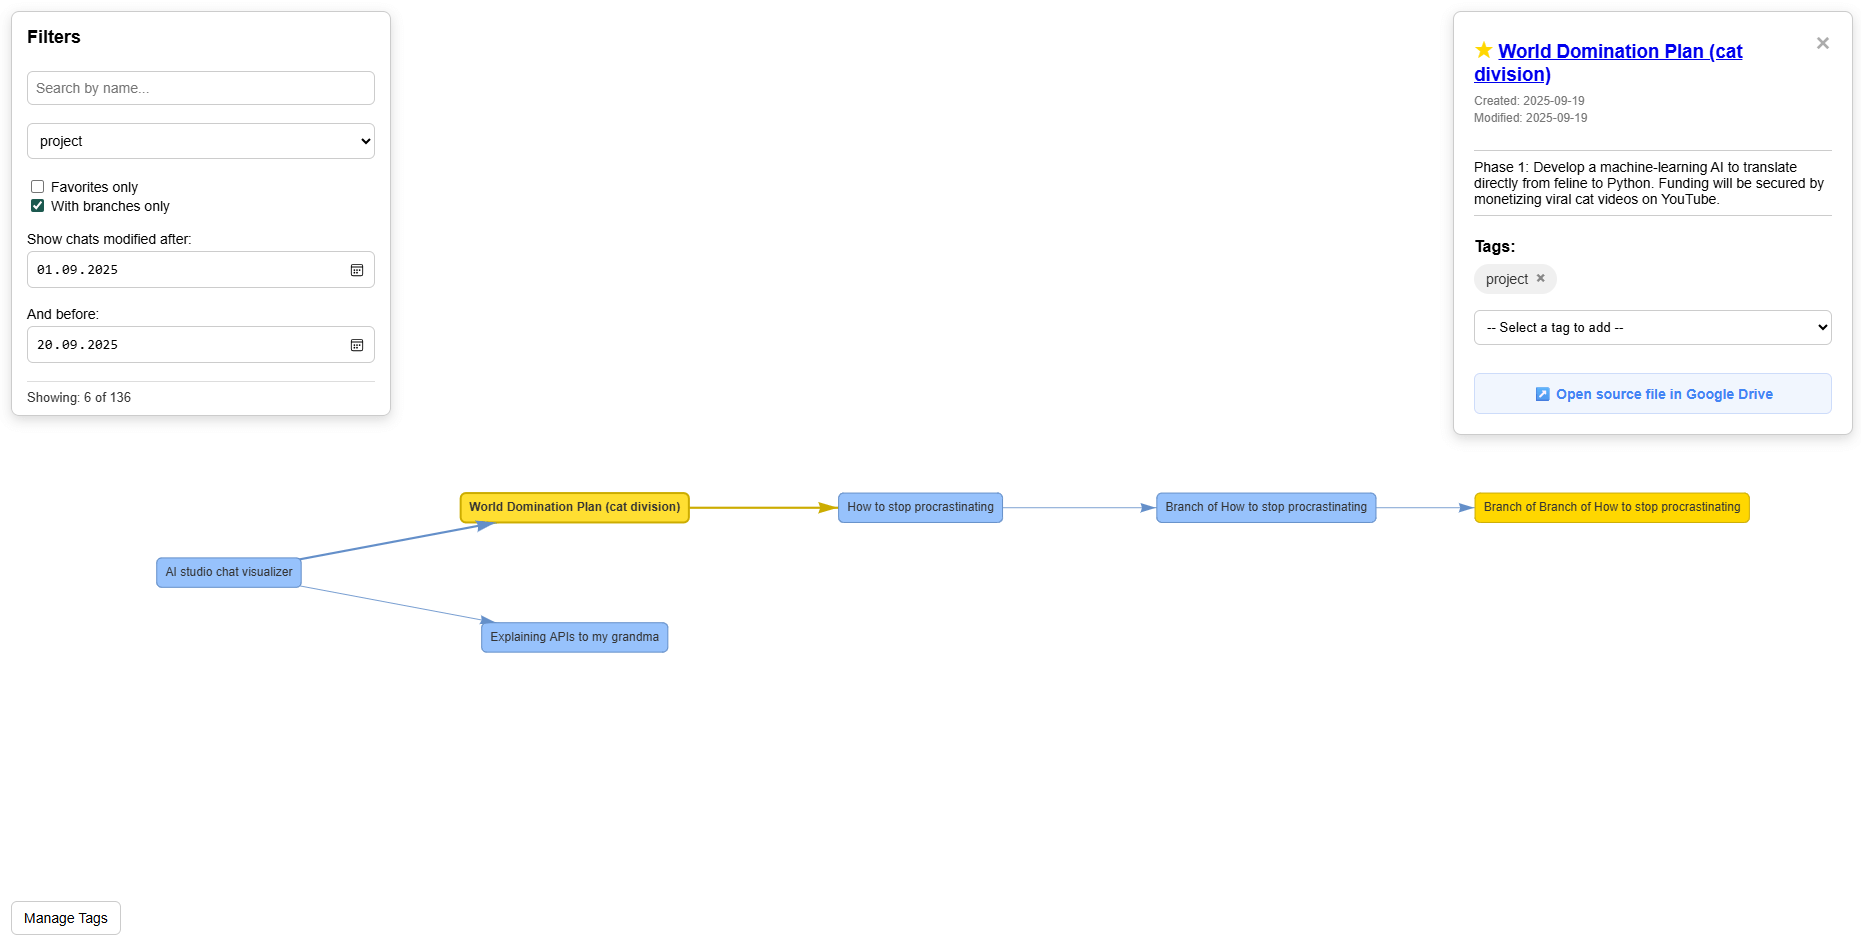 Filters
Search by name...
project
Favorites only
With branches only
Show chats modified after:
01.09.2025
And before:
20.09.2025
Showing: 6 of 136
World Domination Plan (cat
division)
Created: 2025-09-19
Modified: 2025-09-19
Phase 1: Develop a machine-learning AI to translate
directly from feline to Python. Funding will be secured by
monetizing viral cat videos on YouTube.
Tags:
project
-- Select a tag to add --
Open source file in Google Drive
World Domination Plan (cat division)
How to stop procrastinating
Branch of How to stop procrastinating
Branch of Branch of How to stop procrastinating
AI studio chat visualizer
Explaining APIs to my grandma
Manage Tags